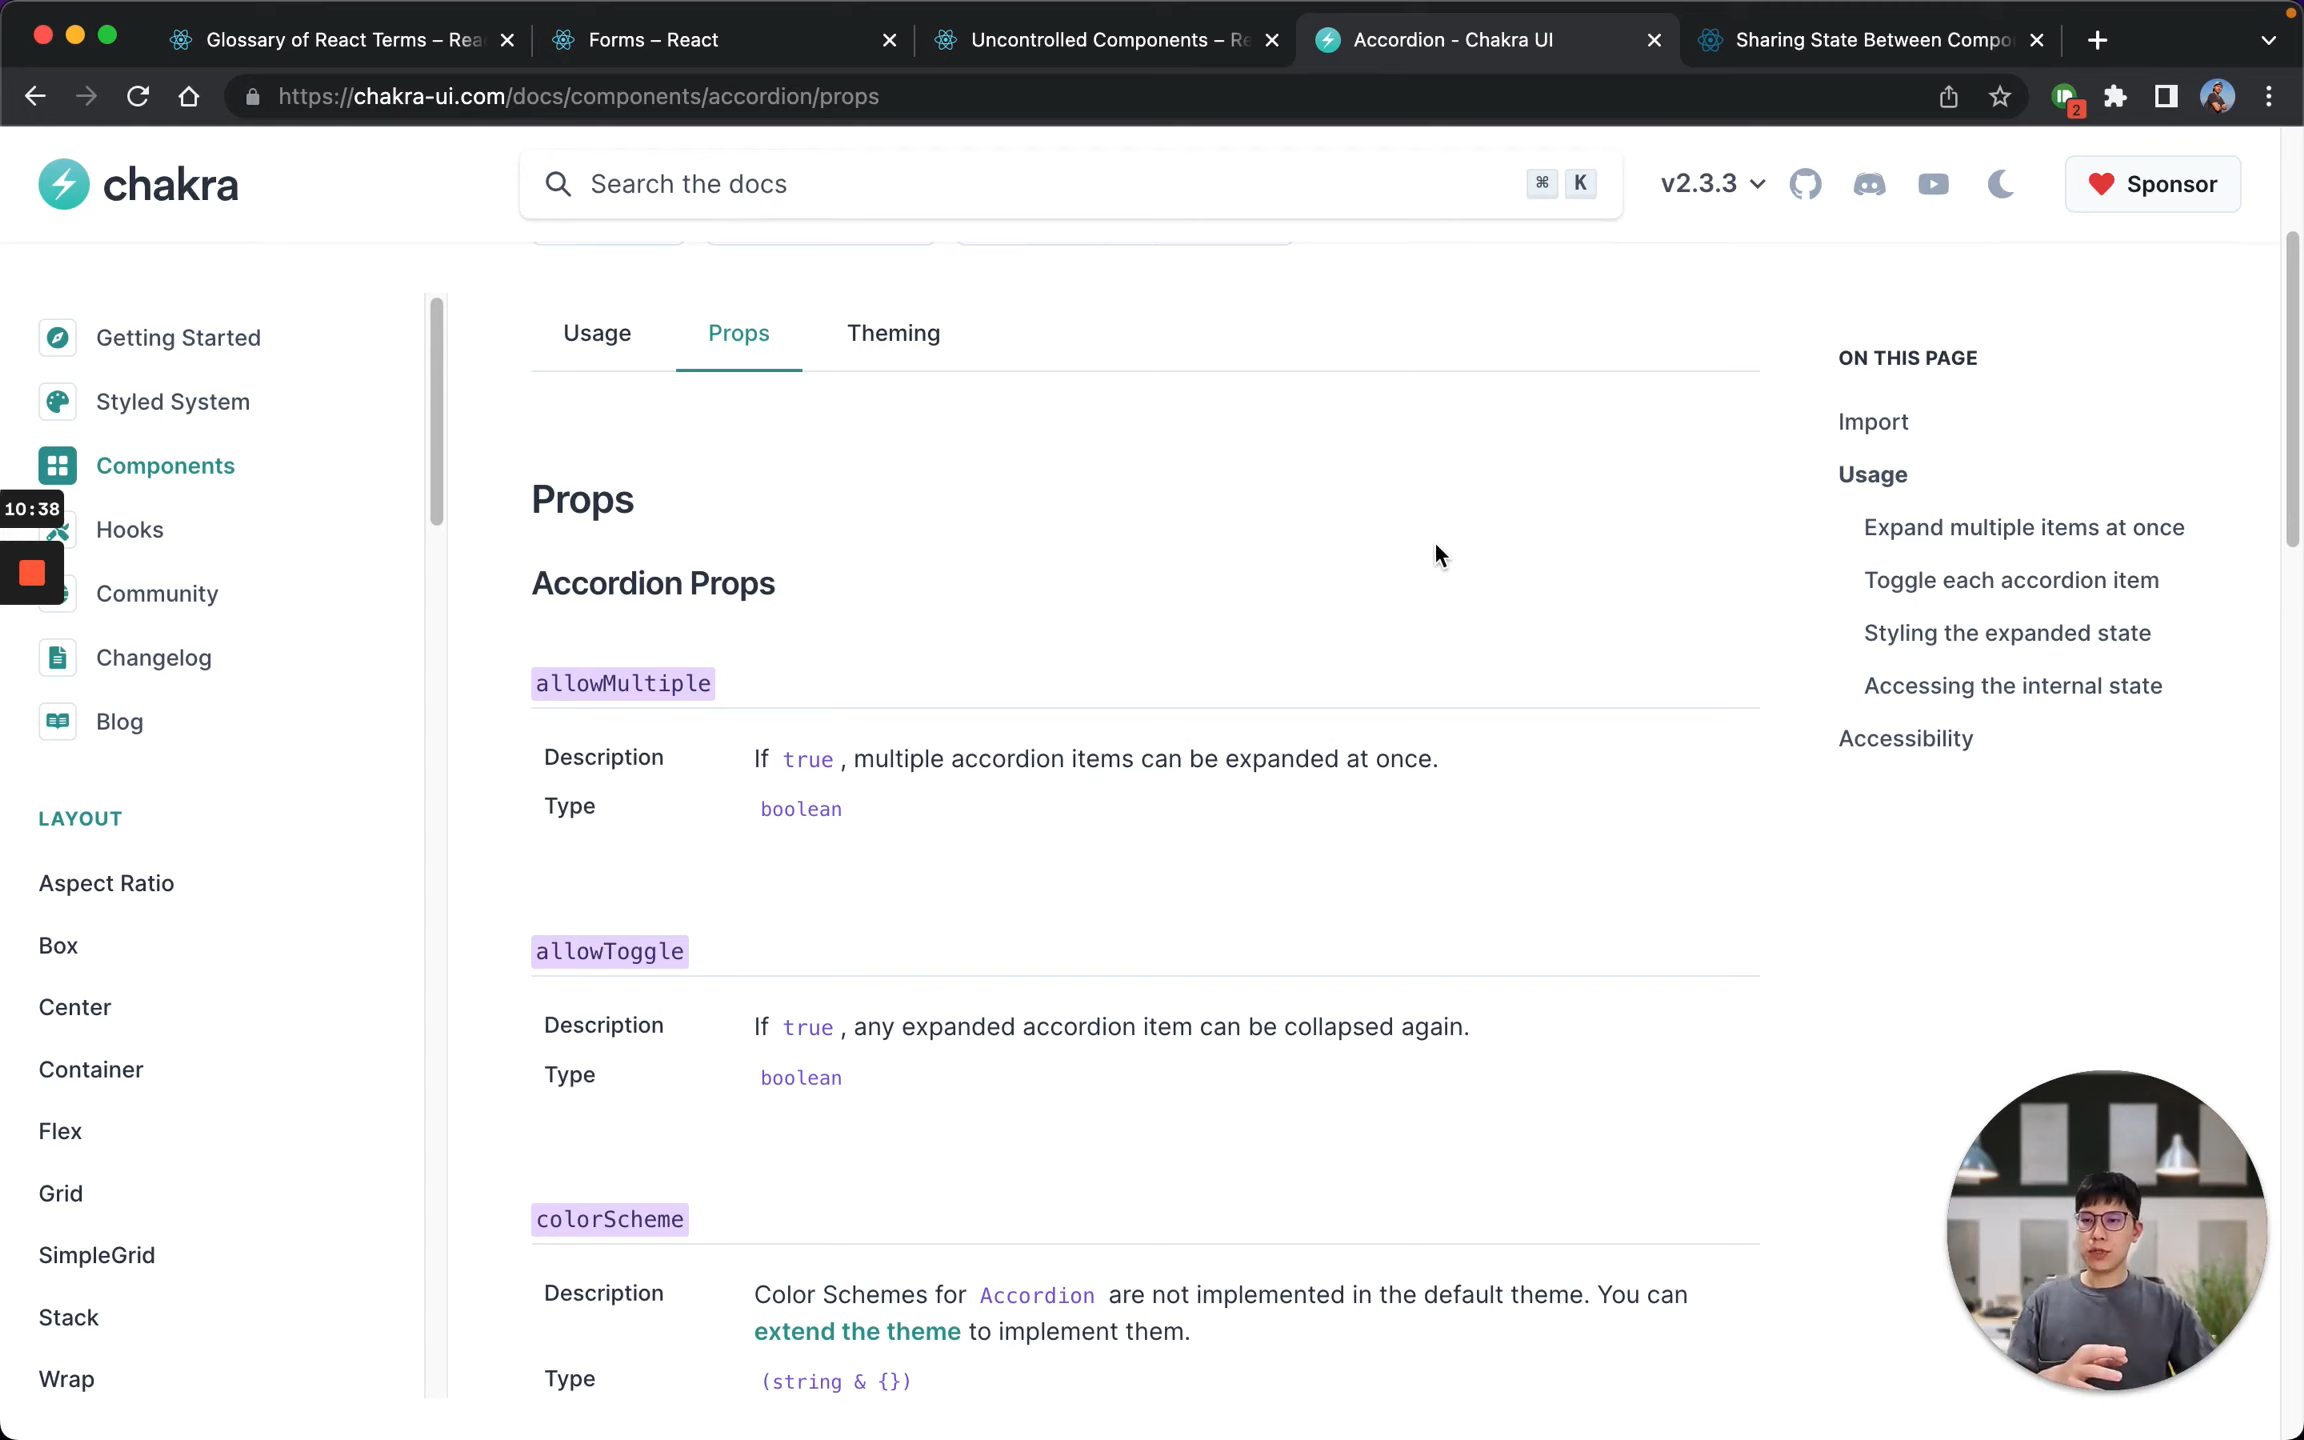 Glossary of React Terms – Rea
Forms – React
Uncontrolled Components – Re
Accordion - Chakra UI
Sharing State Between Compo
https://chakra-ui.com/docs/components/accordion/props
2
chakra
Search the docs
⌘ K
v2.3.3
Sponsor
Getting Started
Styled System
Components
10:38
Hooks
Community
Changelog
Blog
LAYOUT
Aspect Ratio
Box
Center
Container
Flex
Grid
SimpleGrid
Stack
Wrap
Usage Props Theming
Props
Accordion Props
allowMultiple
Description If true, multiple accordion items can be expanded at once.
Type boolean
allowToggle
Description If true, any expanded accordion item can be collapsed again.
Type boolean
colorScheme
Description Color Schemes for Accordion are not implemented in the default theme. You can
extend the theme to implement them.
Type (string & {})
ON THIS PAGE
Import
Usage
Expand multiple items at once
Toggle each accordion item
Styling the expanded state
Accessing the internal state
Accessibility